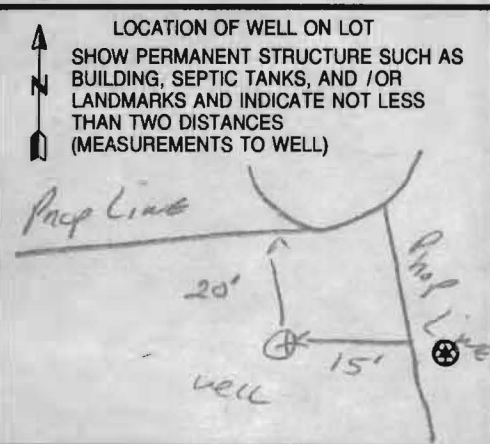 LOCATION OF WELL ON LOT
SHOW PERMANENT STRUCTURE SUCH AS
BUILDING, SEPTIC TANKS, AND / OR
LANDMARKS AND INDICATE NOT LESS
THAN TWO DISTANCES
(MEASUREMENTS TO WELL)
N
Prop Line
Prop Line
20'
15'
well